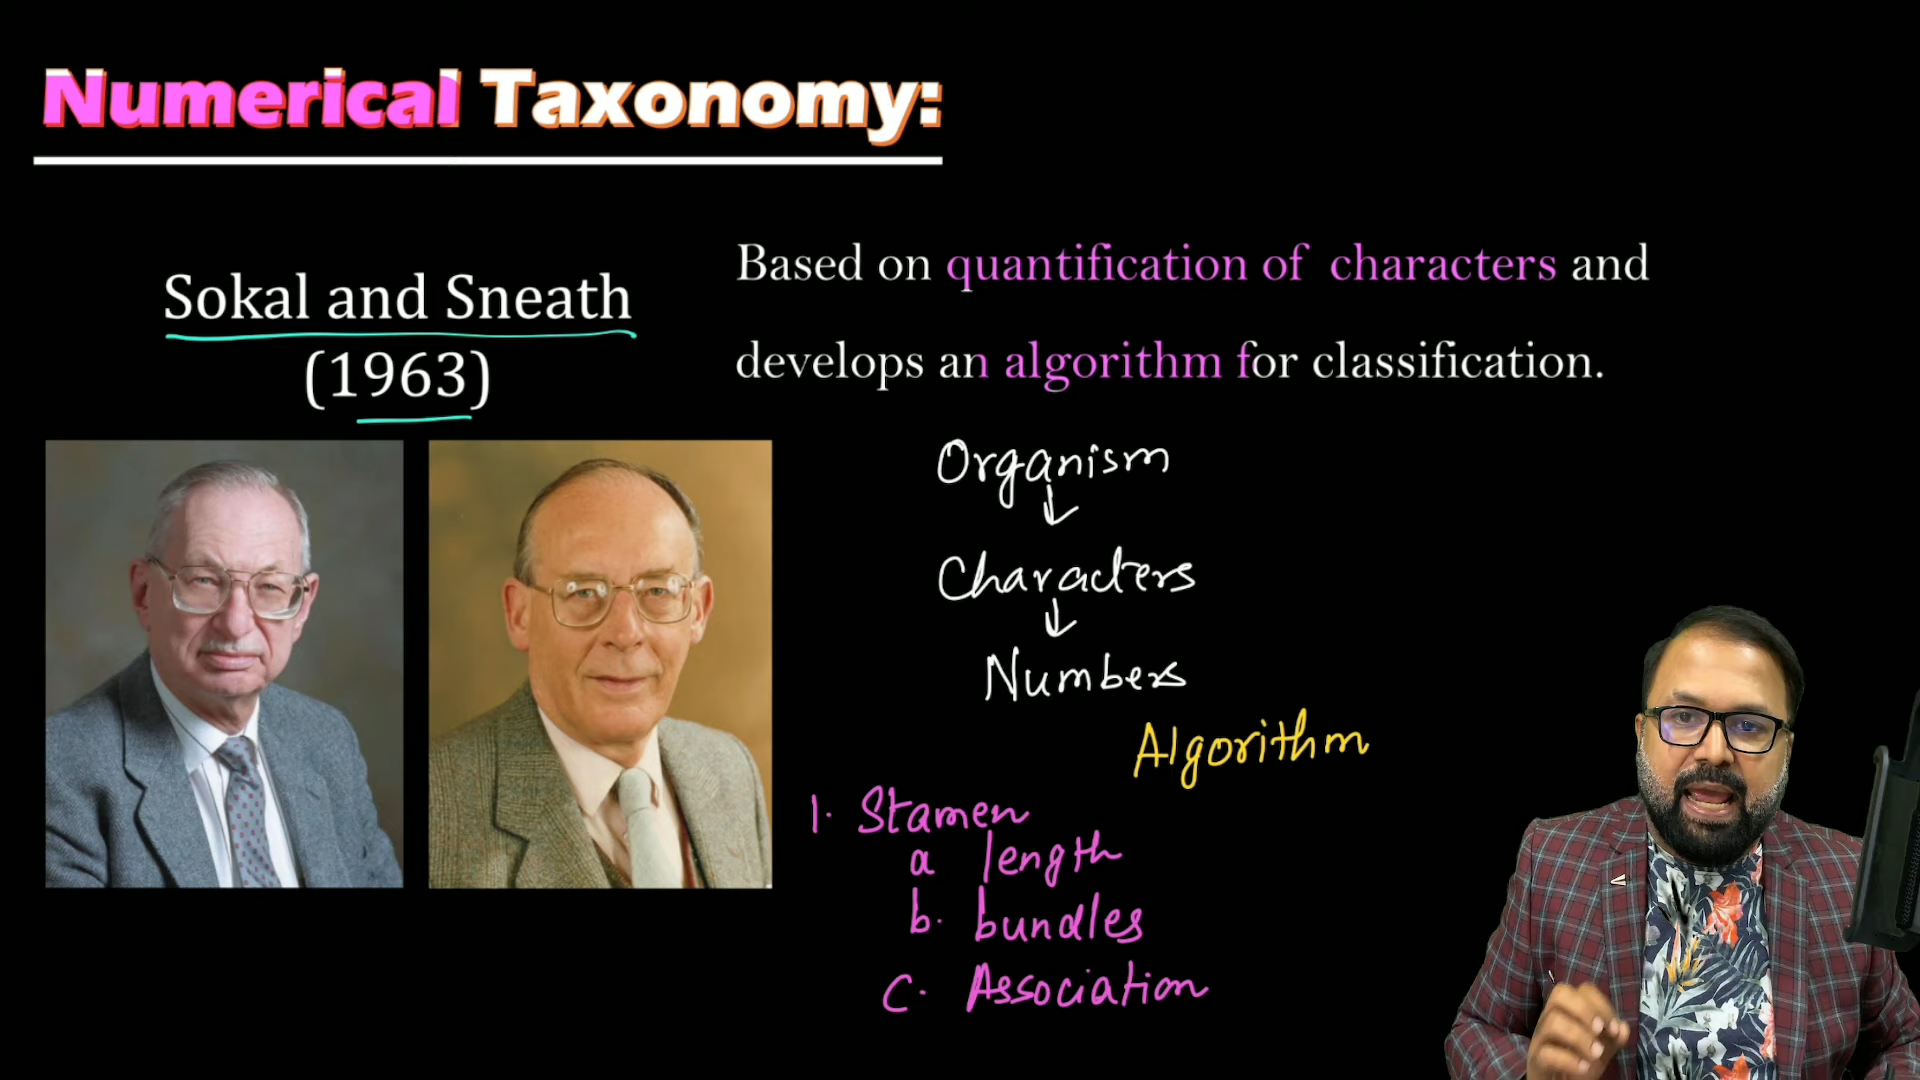 Numerical Taxonomy:
Sokal and Sneath
(1963)
Based on quantification of characters and
develops an algorithm for classification.
Organism
↓
Characters
↓
Numbers
Algorithm
1. Stamen
a length
b. bundles
c. Association